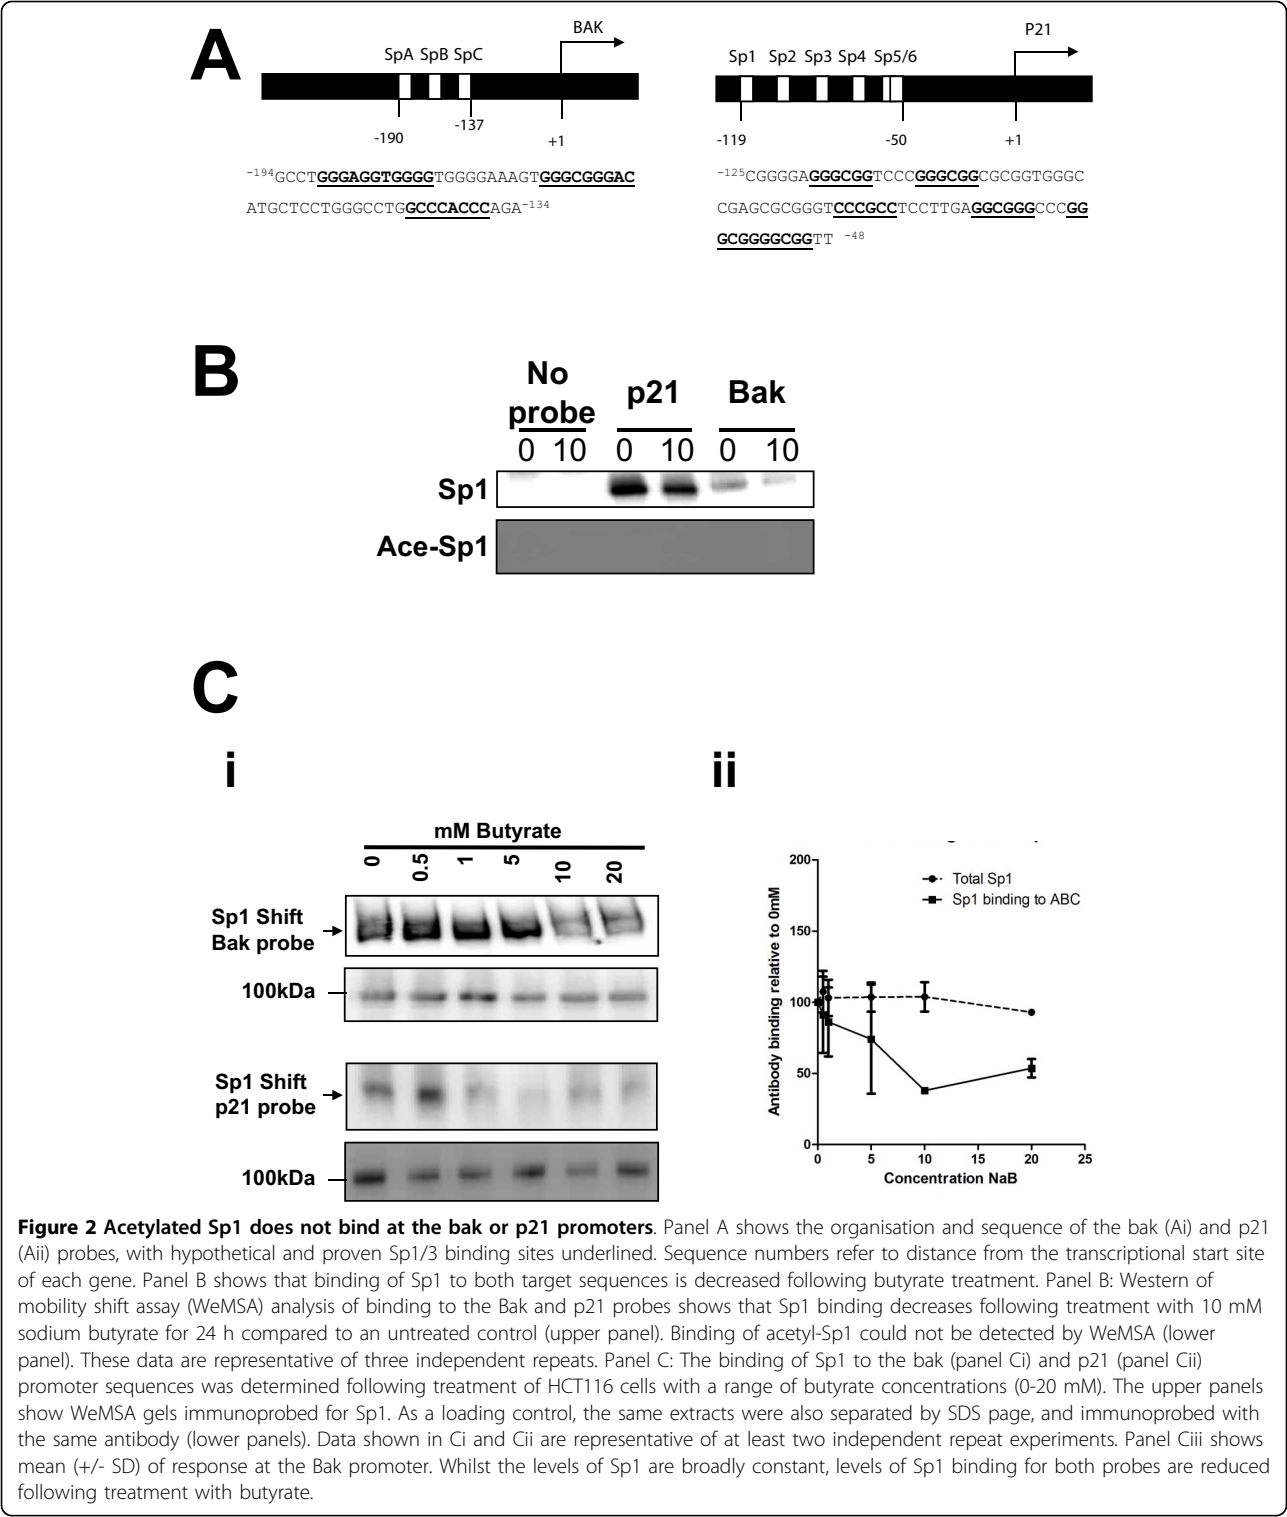 A
BAK
SpA SpB SpC
-190
-137
+1
P21
Sp1 Sp2 Sp3 Sp4 Sp5/6
-119
-50
+1
-194GCCTGGGAGGTGGGGTGGGGAAAGTGGGCGGGAC
ATGCTCCTGGGCCTGGCCCACCCAGA-134
-125CGGGGAGGGCGGTCCCGGGCGGCGCGGTGGGC
CGAGCGCGGGTCCCGCCTCCTTGAGGCGGGCCCGG
GCGGGGCGGTT -48
B
No
probe
p21
Bak
0 10 0 10 0 10
Sp1
Ace-Sp1
C
i
mM Butyrate
0 0.5 1 5 10 20
Sp1 Shift
Bak probe
100kDa
Sp1 Shift
p21 probe
100kDa
ii
Total Sp1
Sp1 binding to ABC
Antibody binding relative to 0mM
200
150
100
50
0
0 5 10 15 20 25
Concentration NaB
Figure 2 Acetylated Sp1 does not bind at the bak or p21 promoters. Panel A shows the organisation and sequence of the bak (Ai) and p21
(Aii) probes, with hypothetical and proven Sp1/3 binding sites underlined. Sequence numbers refer to distance from the transcriptional start site
of each gene. Panel B shows that binding of Sp1 to both target sequences is decreased following butyrate treatment. Panel B: Western of
mobility shift assay (WeMSA) analysis of binding to the Bak and p21 probes shows that Sp1 binding decreases following treatment with 10 mM
sodium butyrate for 24 h compared to an untreated control (upper panel). Binding of acetyl-Sp1 could not be detected by WeMSA (lower
panel). These data are representative of three independent repeats. Panel C: The binding of Sp1 to the bak (panel Ci) and p21 (panel Cii)
promoter sequences was determined following treatment of HCT116 cells with a range of butyrate concentrations (0-20 mM). The upper panels
show WeMSA gels immunoprobed for Sp1. As a loading control, the same extracts were also separated by SDS page, and immunoprobed with
the same antibody (lower panels). Data shown in Ci and Cii are representative of at least two independent repeat experiments. Panel Ciii shows
mean (+/- SD) of response at the Bak promoter. Whilst the levels of Sp1 are broadly constant, levels of Sp1 binding for both probes are reduced
following treatment with butyrate.